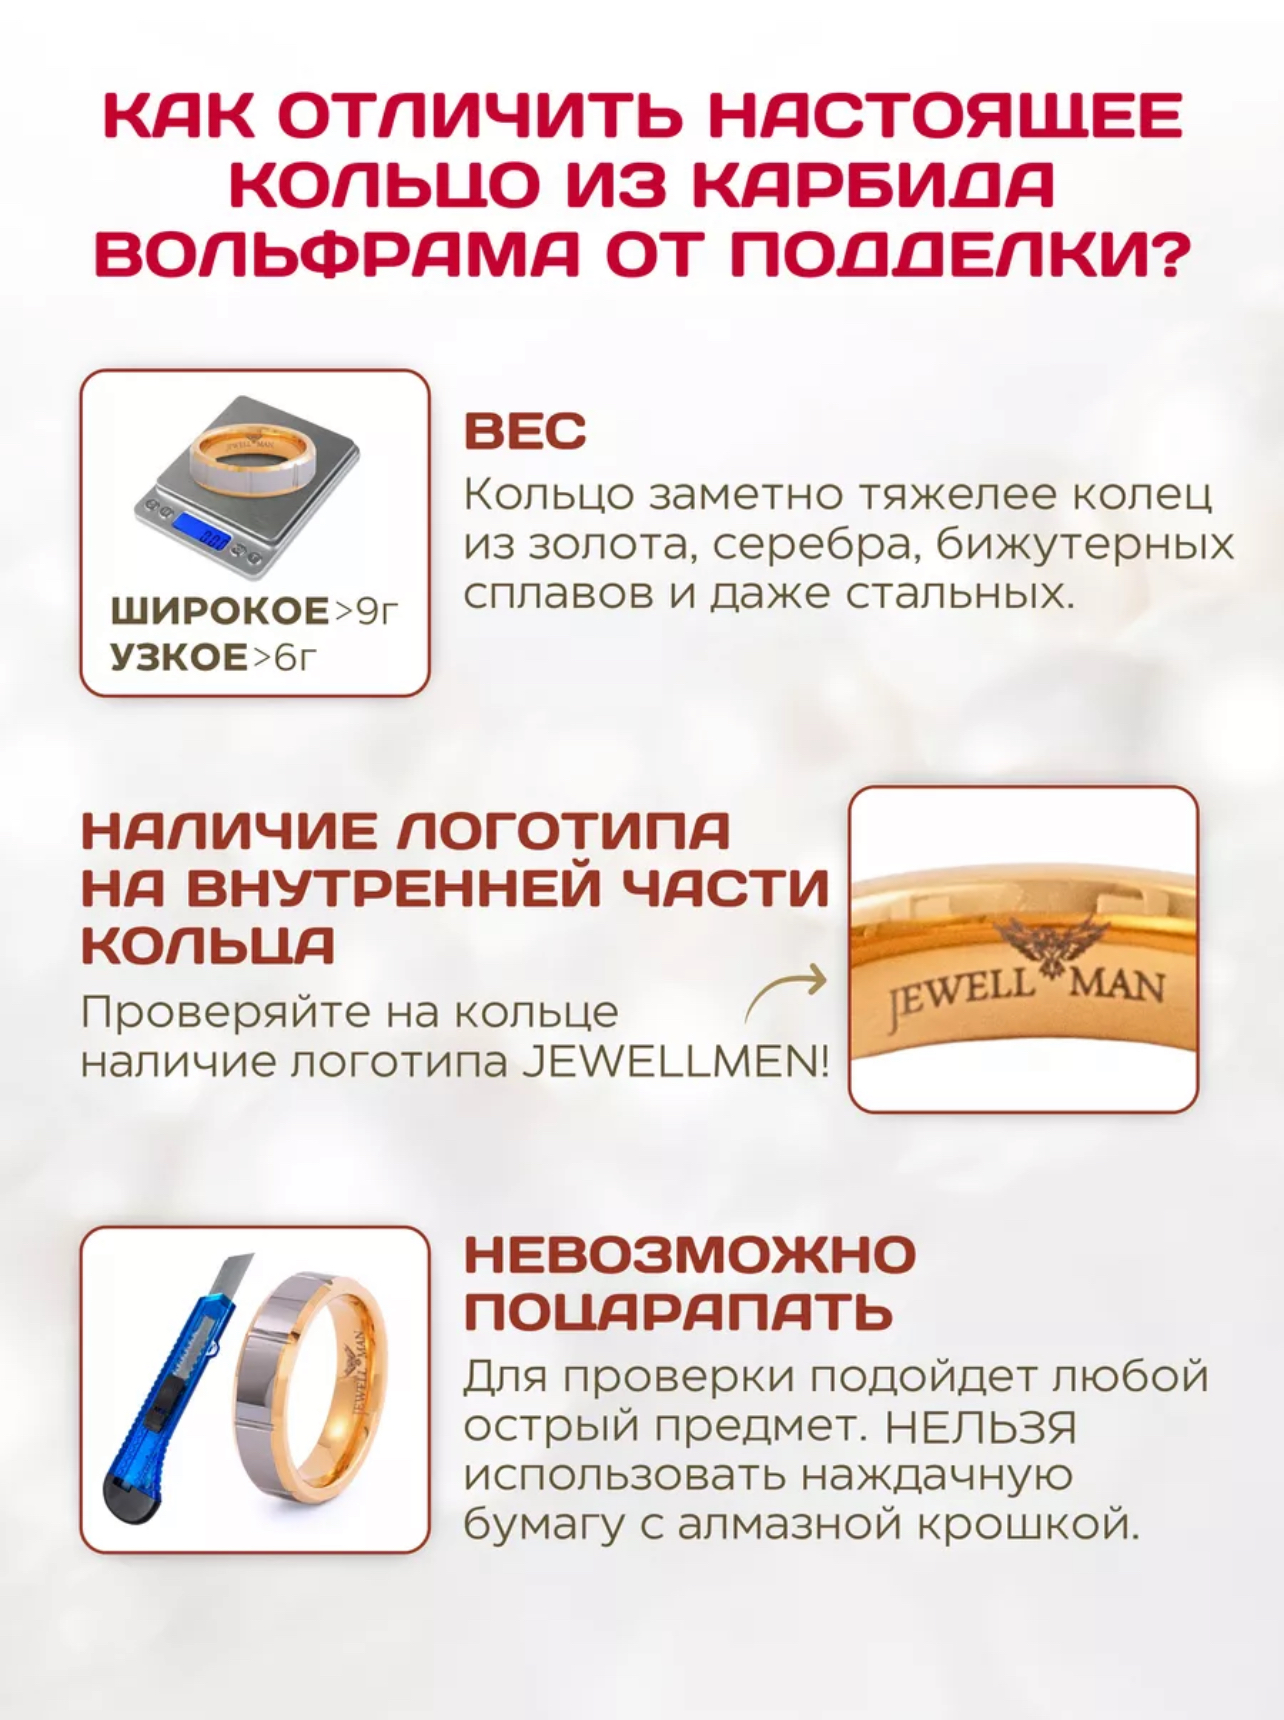 КАК ОТЛИЧИТЬ НАСТОЯЩЕЕ
КОЛЬЦО ИЗ КАРБИДА
ВОЛЬФРАМА ОТ ПОДДЕЛКИ?
JEWELL MAN
ШИРОКОЕ >9г
УЗКОЕ >6г
ВЕС
Кольцо заметно тяжелее колец
из золота, серебра, бижутерных
сплавов и даже стальных.
НАЛИЧИЕ ЛОГОТИПА
НА ВНУТРЕННЕЙ ЧАСТИ
КОЛЬЦА
Проверяйте на кольце
наличие логотипа JEWELLMEN!
JEWELL MAN
JEWELL MAN
НЕВОЗМОЖНО
ПОЦАРАПАТЬ
Для проверки подойдет любой
острый предмет. НЕЛЬЗЯ
использовать наждачную
бумагу с алмазной крошкой.